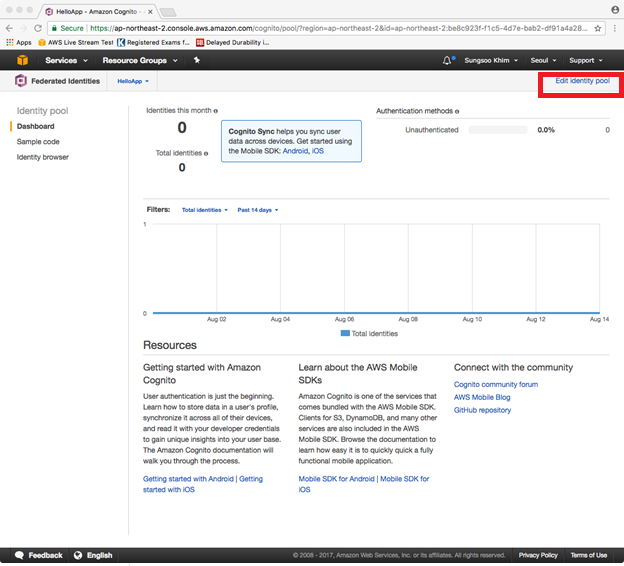 HelloApp - Amazon Cognito -
Secure
https://ap-northeast-2.console.aws.amazon.com/cognito/pool/?region=ap-northeast-2&id=ap-northeast-2:be8c923f-f1c5-4d7e-bab2-df91a4a28...
Apps
AWS Live Stream Test
Registered Exams f...
Delayed Durability i...
Services
Resource Groups
Sungsoo Khim
Seoul
Support
Federated Identities
HelloApp
Edit identity pool
Identity pool
Dashboard
Sample code
Identity browser
Identities this month
0
Total identities
0
Cognito Sync helps you sync user
data across devices. Get started using
the Mobile SDK: Android, iOS
Authentication methods
Unauthenticated 0.0% 0
Filters: Total identities Past 14 days
1
0
Aug 02 Aug 04 Aug 06 Aug 08 Aug 10 Aug 12 Aug 14
Total identities
Resources
Getting started with Amazon
Cognito
User authentication is just the beginning.
Learn how to store data in a user's profile,
synchronize it across all of their devices,
and read it with your developer credentials
to gain unique insights into your user base.
The Amazon Cognito documentation will
walk you through the process.
Getting started with Android | Getting
started with iOS
Learn about the AWS Mobile
SDKs
Amazon Cognito is one of the services that
comes bundled with the AWS Mobile SDK.
Clients for S3, DynamoDB, and many other
services are also included in the AWS
Mobile SDK. Browse the documentation to
learn how easy it is to quickly quick a fully
functional mobile application.
Mobile SDK for Android | Mobile SDK for
iOS
Connect with the community
Cognito community forum
AWS Mobile Blog
GitHub repository
Feedback
English
© 2008 - 2017, Amazon Web Services, Inc. or its affiliates. All rights reserved.
Privacy Policy
Terms of Use